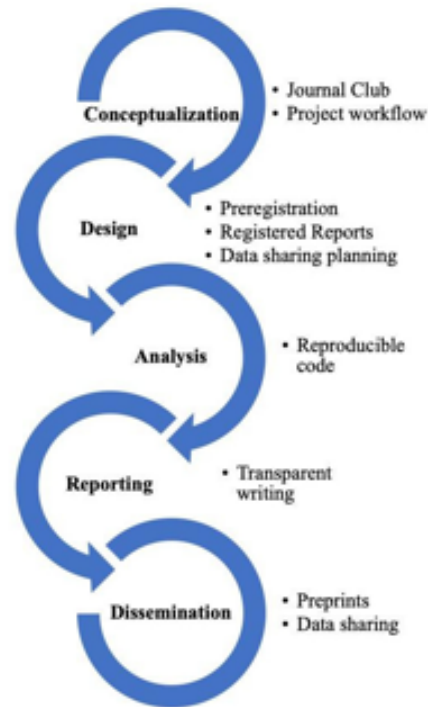 Conceptualization
• Journal Club
• Project workflow
Design
• Preregistration
• Registered Reports
• Data sharing planning
Analysis
• Reproducible
code
Reporting
• Transparent
writing
Dissemination
• Preprints
• Data sharing